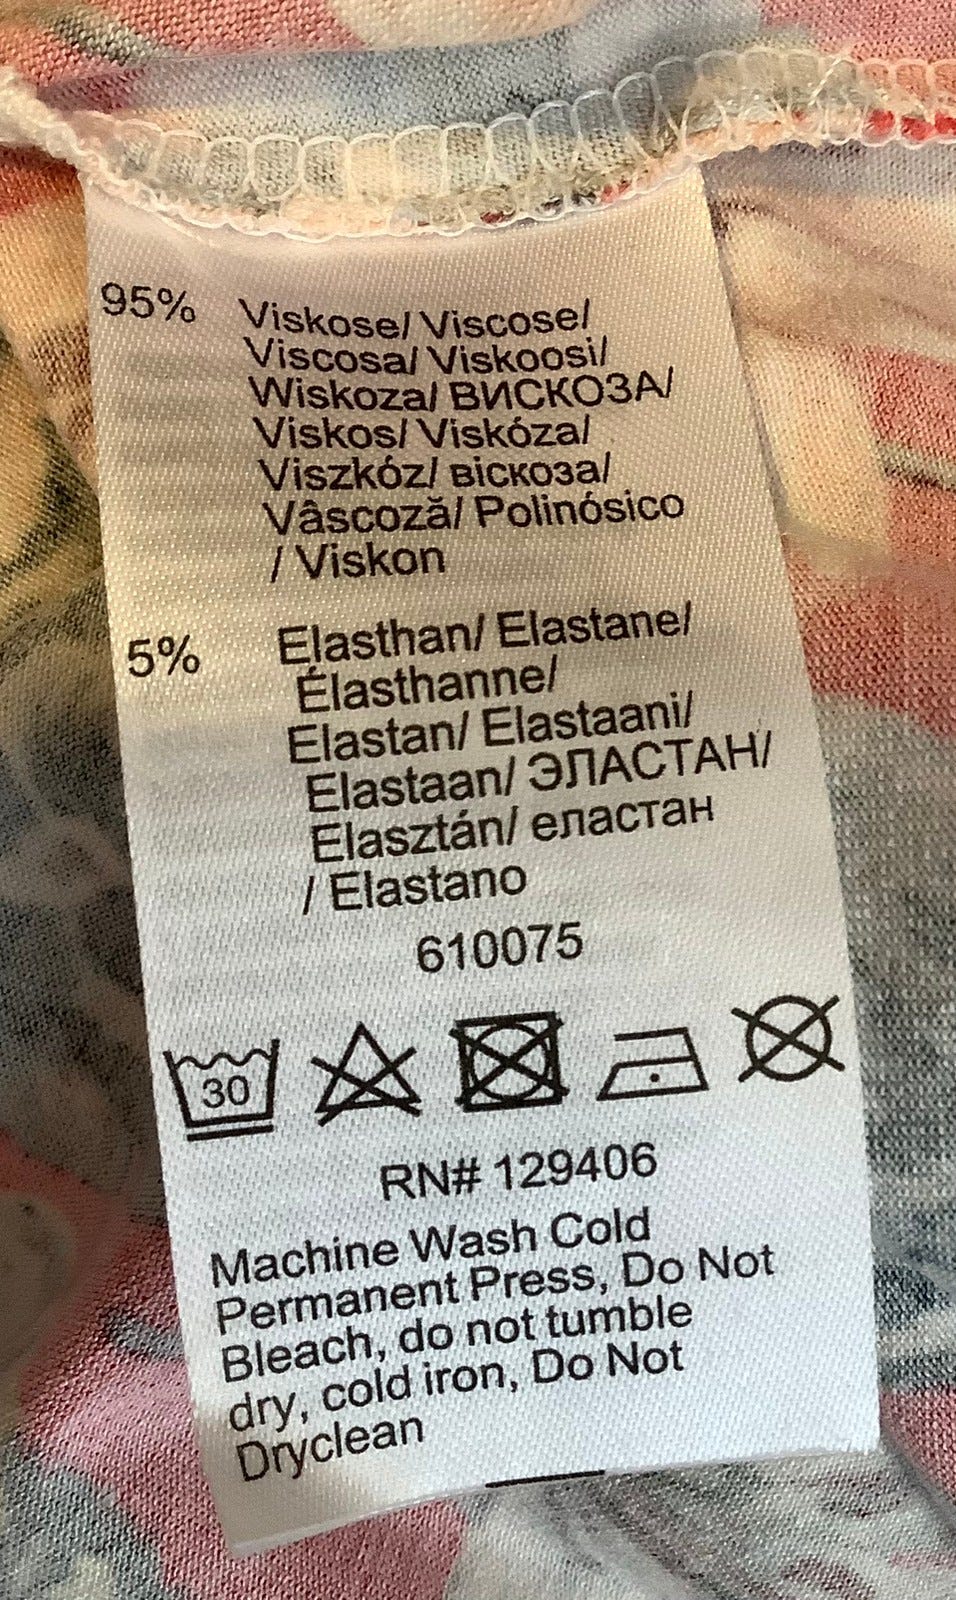 95% Viskose/ Viscose/
Viscosa/ Viskoosi/
Wiskoza/ ВИСКОЗА/
Viskos/ Viskóza/
Viszkóz/ віскоза/
Vâscoză/ Polinósico
/ Viskon
5% Elasthan/ Elastane/
Élasthanne/
Elastan/ Elastaani/
Elastaan/ ЭЛАСТАН/
Elasztán/ еластан
/ Elastano
610075
30
RN# 129406
Machine Wash Cold
Permanent Press, Do Not
Bleach, do not tumble
dry, cold iron, Do Not
Dryclean